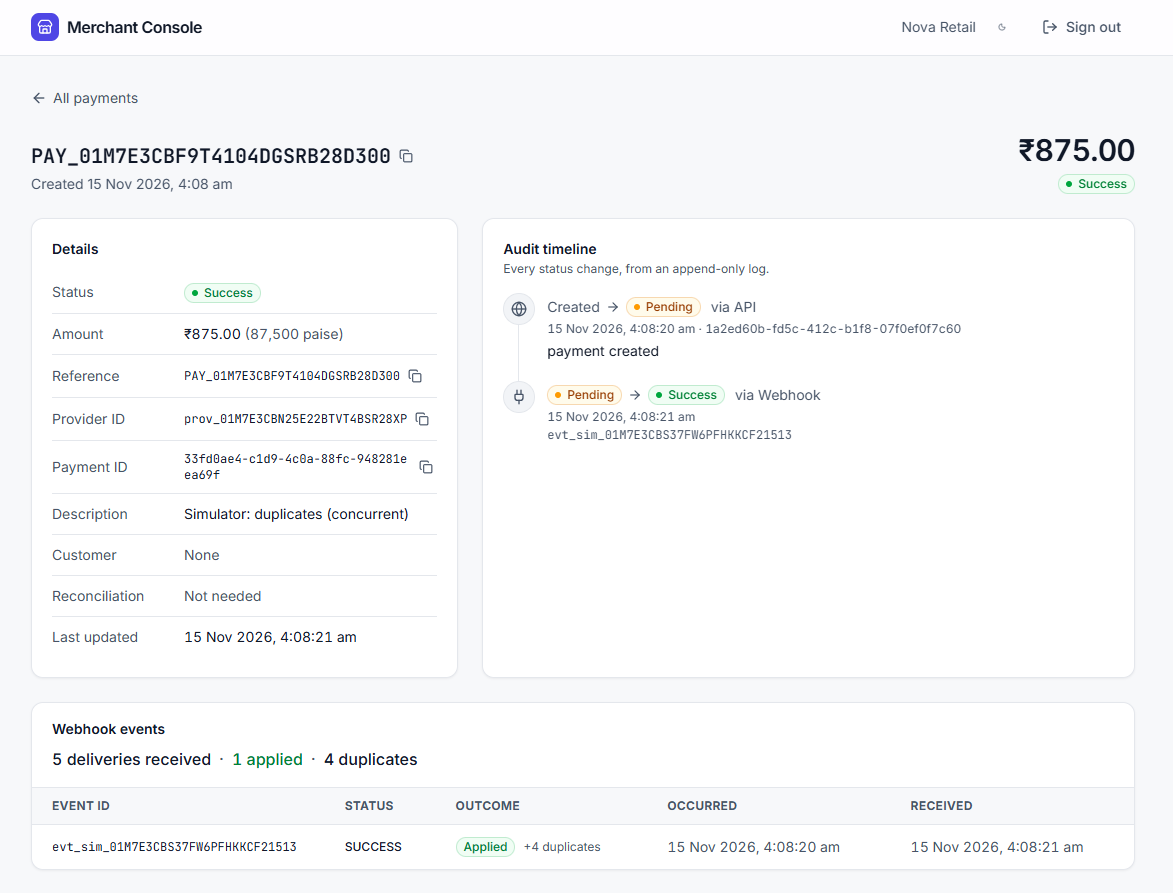 Merchant Console
Nova Retail
Sign out
All payments
PAY_01M7E3CBF9T4104DGSRB28D300
Created 15 Nov 2026, 4:08 am
₹875.00
Success
Details
Status Success
Amount ₹875.00 (87,500 paise)
Reference PAY_01M7E3CBF9T4104DGSRB28D300
Provider ID prov_01M7E3CBN25E22BTVT4BSR28XP
Payment ID 33fd0ae4-c1d9-4c0a-88fc-948281e
ea69f
Description Simulator: duplicates (concurrent)
Customer None
Reconciliation Not needed
Last updated 15 Nov 2026, 4:08:21 am
Audit timeline
Every status change, from an append-only log.
Created → Pending via API
15 Nov 2026, 4:08:20 am · 1a2ed60b-fd5c-412c-b1f8-07f0ef0f7c60
payment created
Pending → Success via Webhook
15 Nov 2026, 4:08:21 am
evt_sim_01M7E3CBS37FW6PFHKKCF21513
Webhook events
5 deliveries received · 1 applied · 4 duplicates
EVENT ID STATUS OUTCOME OCCURRED RECEIVED
evt_sim_01M7E3CBS37FW6PFHKKCF21513 SUCCESS Applied +4 duplicates 15 Nov 2026, 4:08:20 am 15 Nov 2026, 4:08:21 am